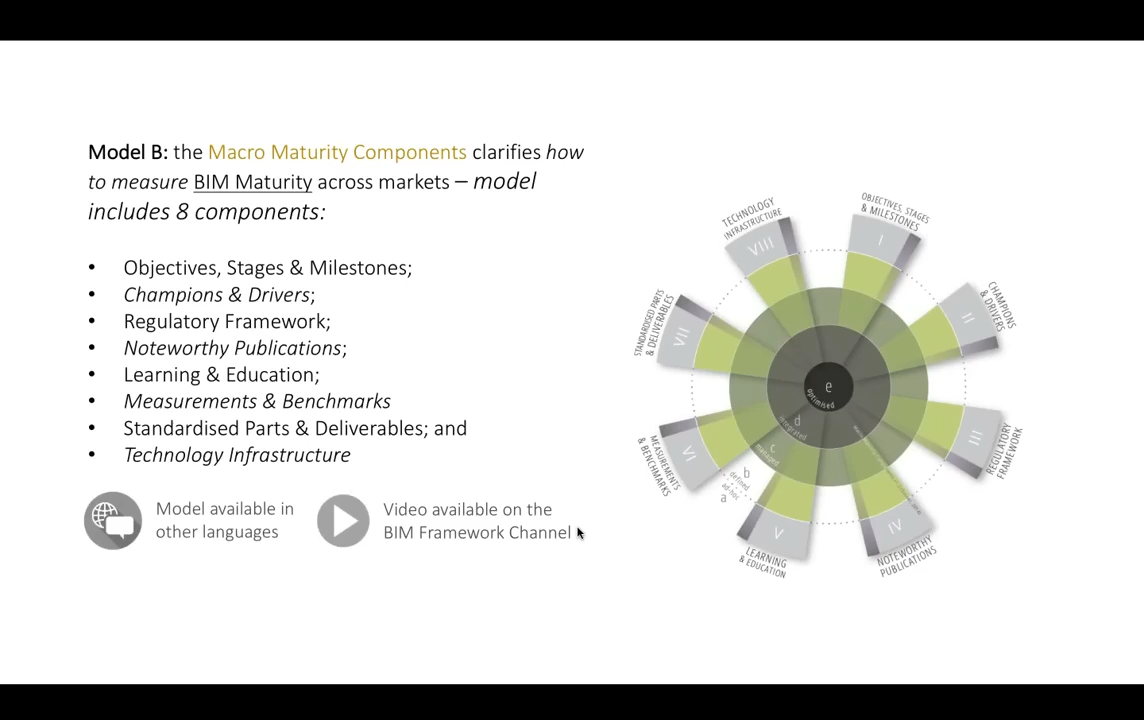 Model B: the Macro Maturity Components clarifies how
to measure BIM Maturity across markets – model
includes 8 components:
• Objectives, Stages & Milestones;
• Champions & Drivers;
• Regulatory Framework;
• Noteworthy Publications;
• Learning & Education;
• Measurements & Benchmarks
• Standardised Parts & Deliverables; and
• Technology Infrastructure
Model available in
other languages
Video available on the
BIM Framework Channel
OBJECTIVES, STAGES
& MILESTONES
I
CHAMPIONS
& DRIVERS
II
REGULATORY
FRAMEWORK
III
NOTEWORTHY
PUBLICATIONS
IV
LEARNING
& EDUCATION
V
MEASUREMENTS
& BENCHMARKS
VI
STANDARDISED PARTS
& DELIVERABLES
VII
TECHNOLOGY
INFRASTRUCTURE
VIII
e
optimised
d
integrated
c
managed
b
defined
ad-hoc
a